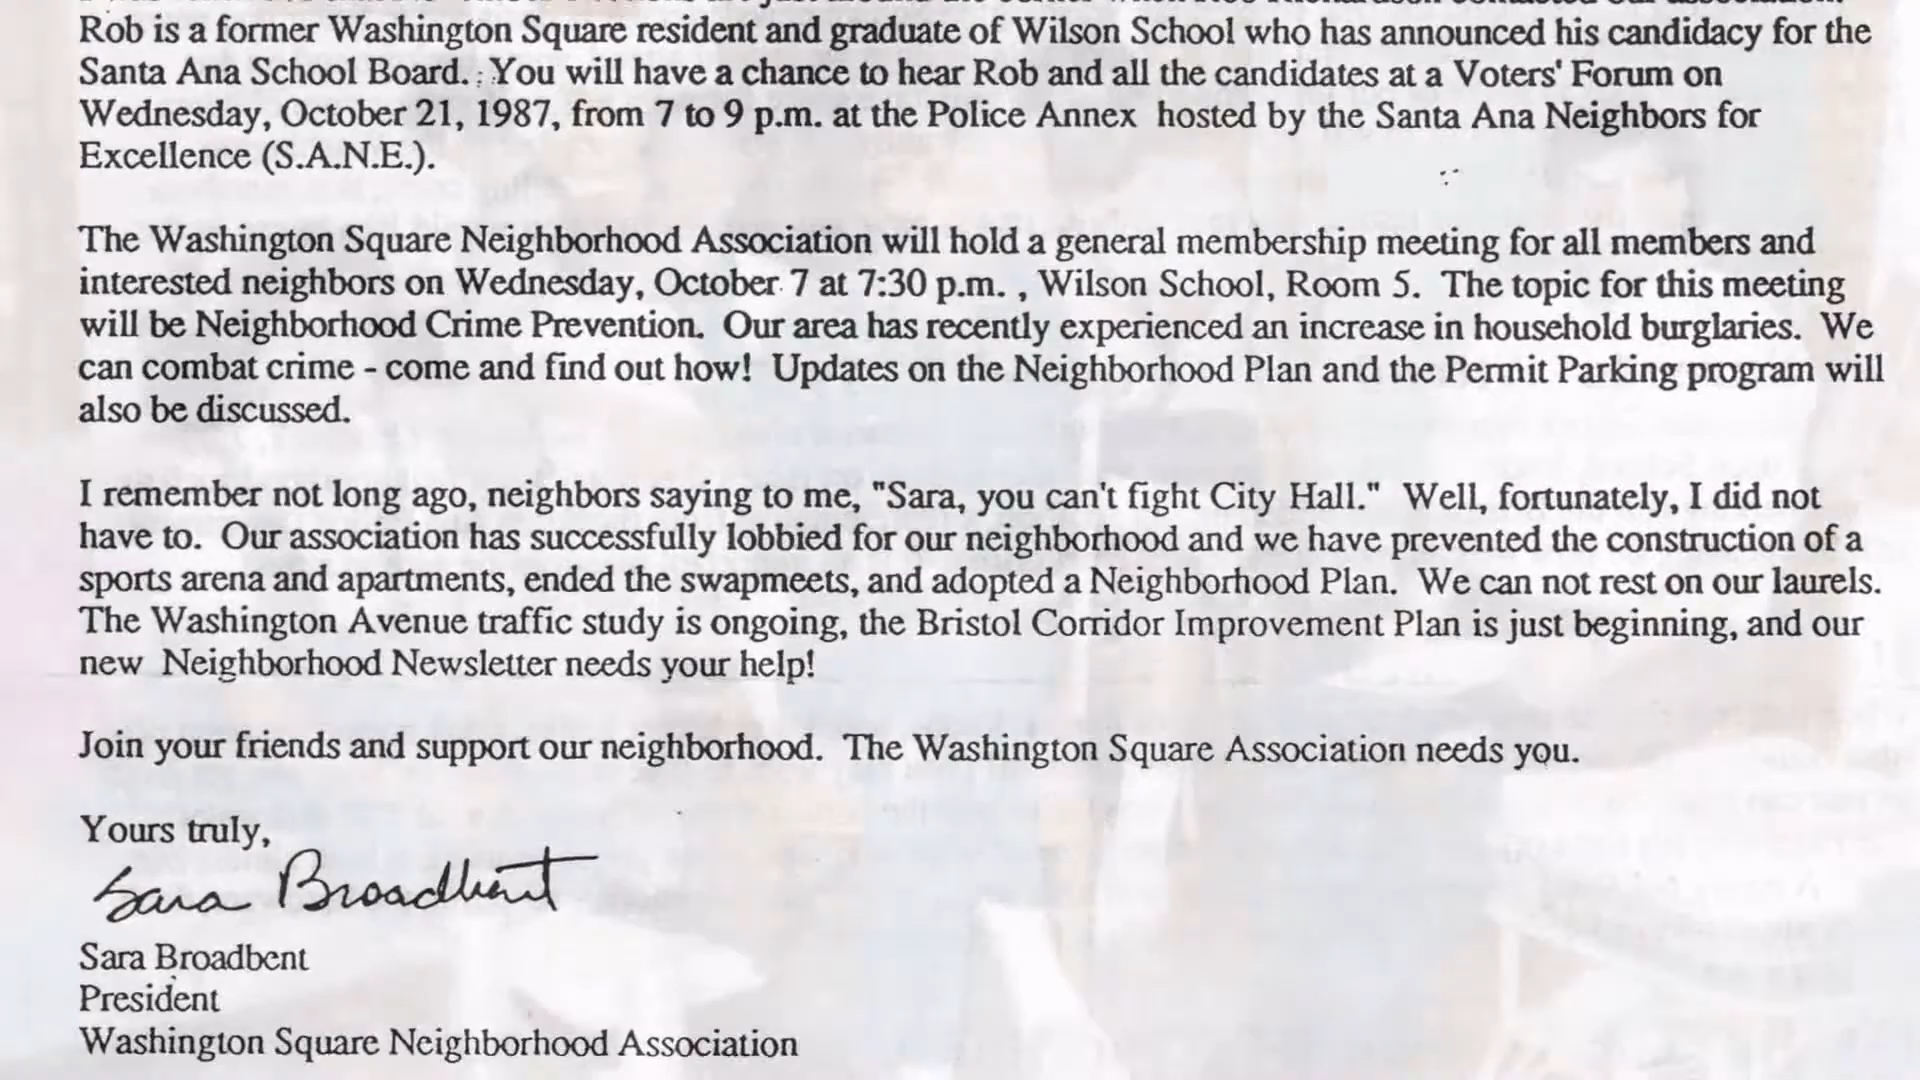 Rob is a former Washington Square resident and graduate of Wilson School who has announced his candidacy for the
Santa Ana School Board. You will have a chance to hear Rob and all the candidates at a Voters' Forum on
Wednesday, October 21, 1987, from 7 to 9 p.m. at the Police Annex hosted by the Santa Ana Neighbors for
Excellence (S.A.N.E.).
The Washington Square Neighborhood Association will hold a general membership meeting for all members and
interested neighbors on Wednesday, October 7 at 7:30 p.m. , Wilson School, Room 5. The topic for this meeting
will be Neighborhood Crime Prevention. Our area has recently experienced an increase in household burglaries. We
can combat crime - come and find out how! Updates on the Neighborhood Plan and the Permit Parking program will
also be discussed.
I remember not long ago, neighbors saying to me, "Sara, you can't fight City Hall." Well, fortunately, I did not
have to. Our association has successfully lobbied for our neighborhood and we have prevented the construction of a
sports arena and apartments, ended the swapmeets, and adopted a Neighborhood Plan. We can not rest on our laurels.
The Washington Avenue traffic study is ongoing, the Bristol Corridor Improvement Plan is just beginning, and our
new Neighborhood Newsletter needs your help!
Join your friends and support our neighborhood. The Washington Square Association needs you.
Yours truly,
Sara Broadbent
Sara Broadbent
President
Washington Square Neighborhood Association